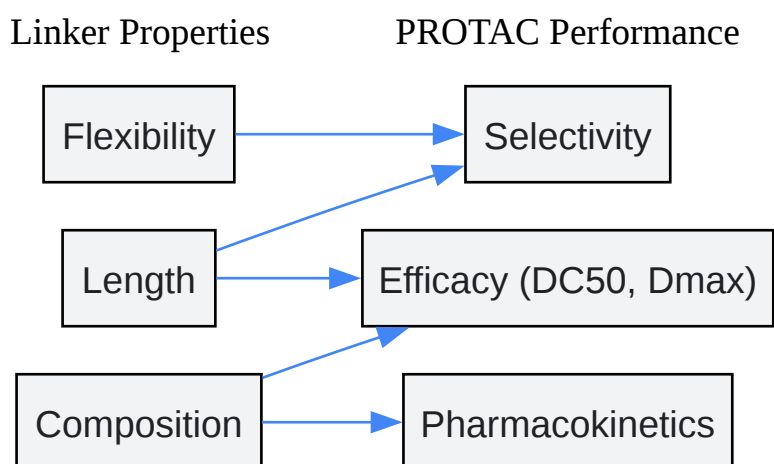 Linker Properties
PROTAC Performance
Flexibility
Selectivity
Length
Efficacy (DC50, Dmax)
Composition
Pharmacokinetics